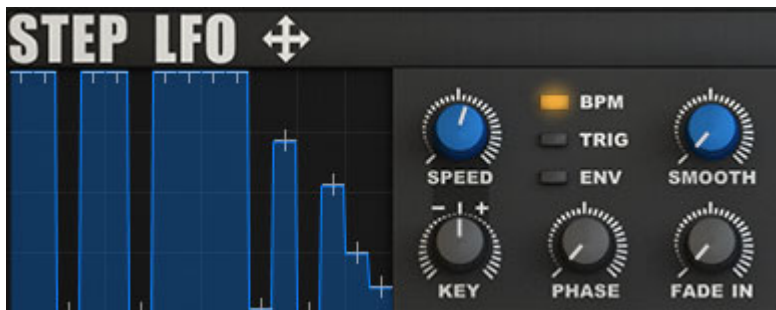 STEP LFO
BPM
TRIG
SPEED ENV SMOOTH
- +
KEY PHASE FADE IN